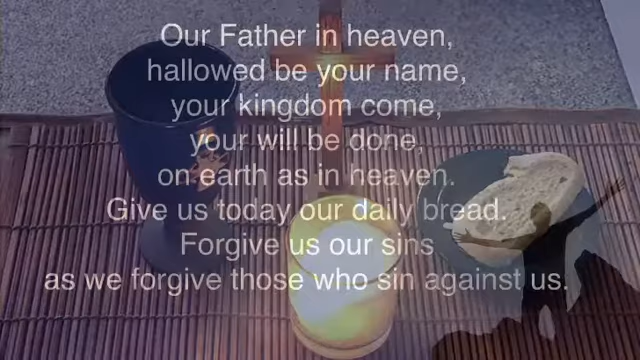 Our Father in heaven,
hallowed be your name,
your kingdom come,
your will be done,
on earth as in heaven.
Give us today our daily bread.
Forgive us our sins
as we forgive those who sin against us.